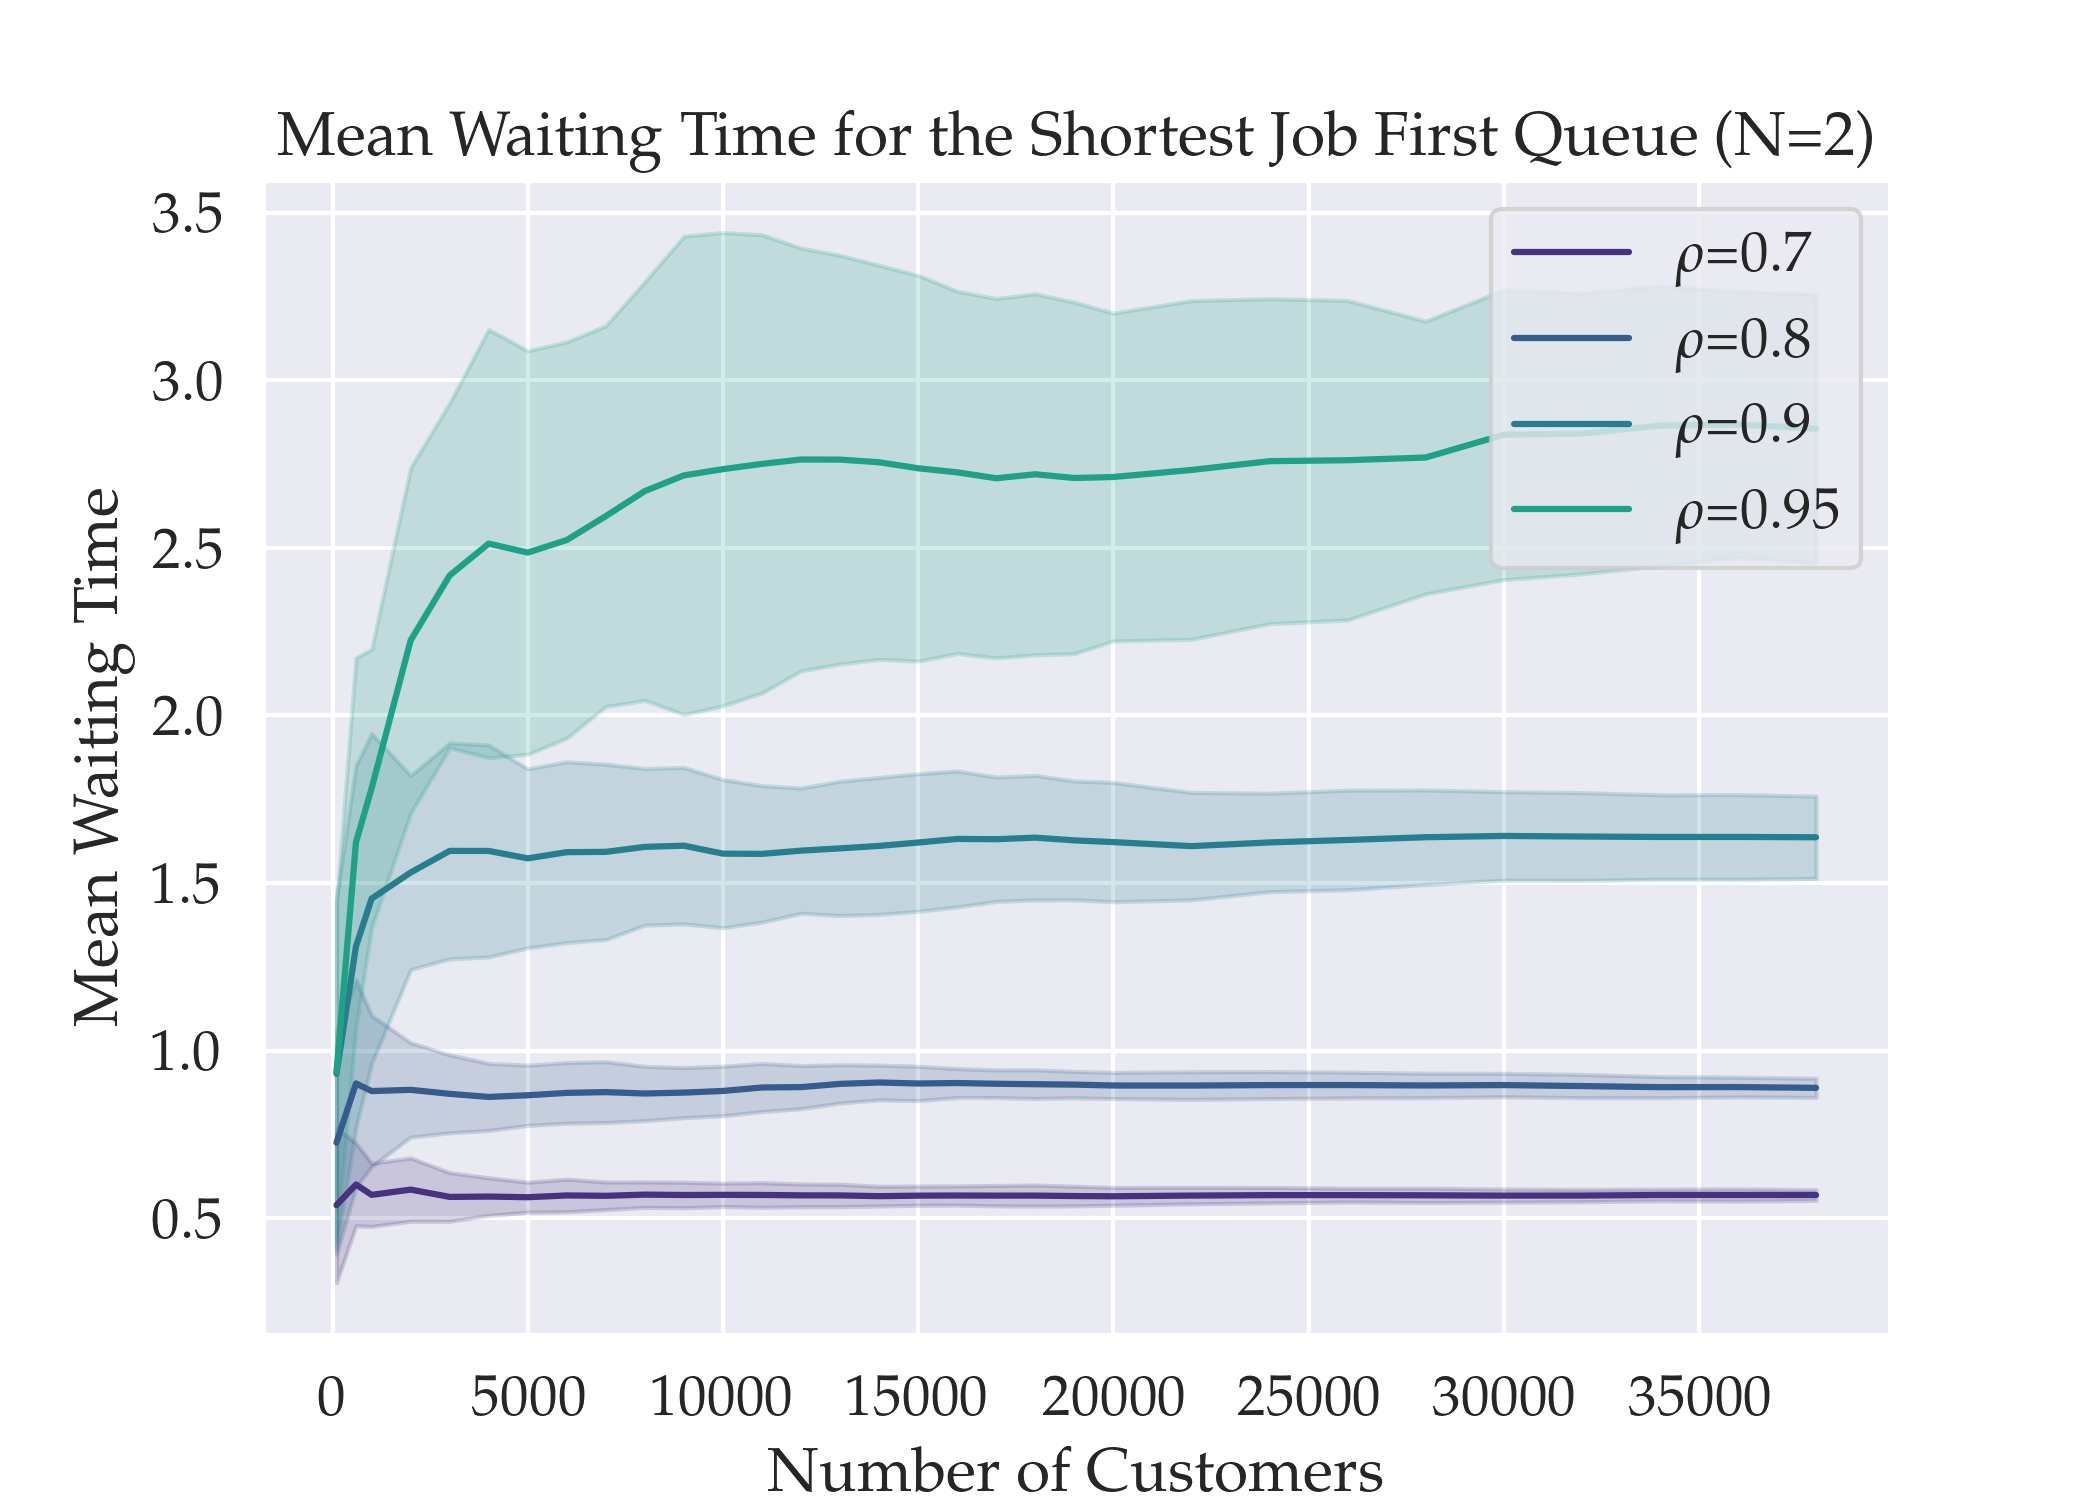 Mean Waiting Time for the Shortest Job First Queue (N=2)
Mean Waiting Time
3.5
3.0
2.5
2.0
1.5
1.0
0.5
ρ=0.7
ρ=0.8
ρ=0.9
ρ=0.95
0 5000 10000 15000 20000 25000 30000 35000
Number of Customers